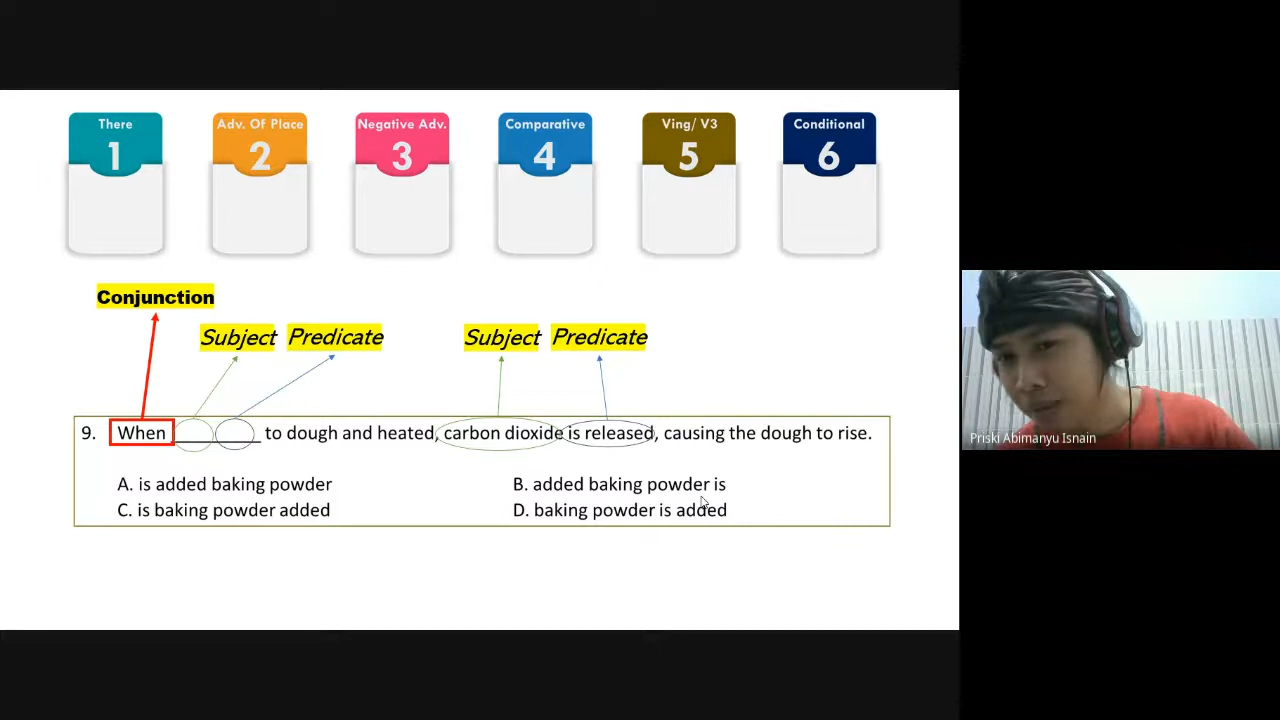 There Adv. Of Place Negative Adv. Comparative Ving/ V3 Conditional
1 2 3 4 5 6
Conjunction
Subject Predicate Subject Predicate
9. When ________ to dough and heated, carbon dioxide is released, causing the dough to rise.
A. is added baking powder B. added baking powder is
C. is baking powder added D. baking powder is added
Priski Abimanyu Isnain